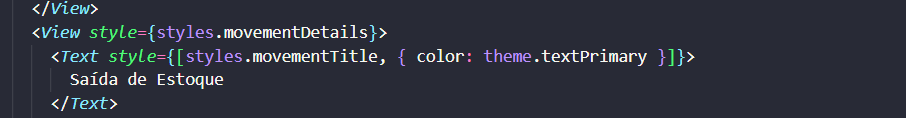 </View>
<View style={styles.movementDetails}>
<Text style={[styles.movementTitle, { color: theme.textPrimary }]}>
Saída de Estoque
</Text>